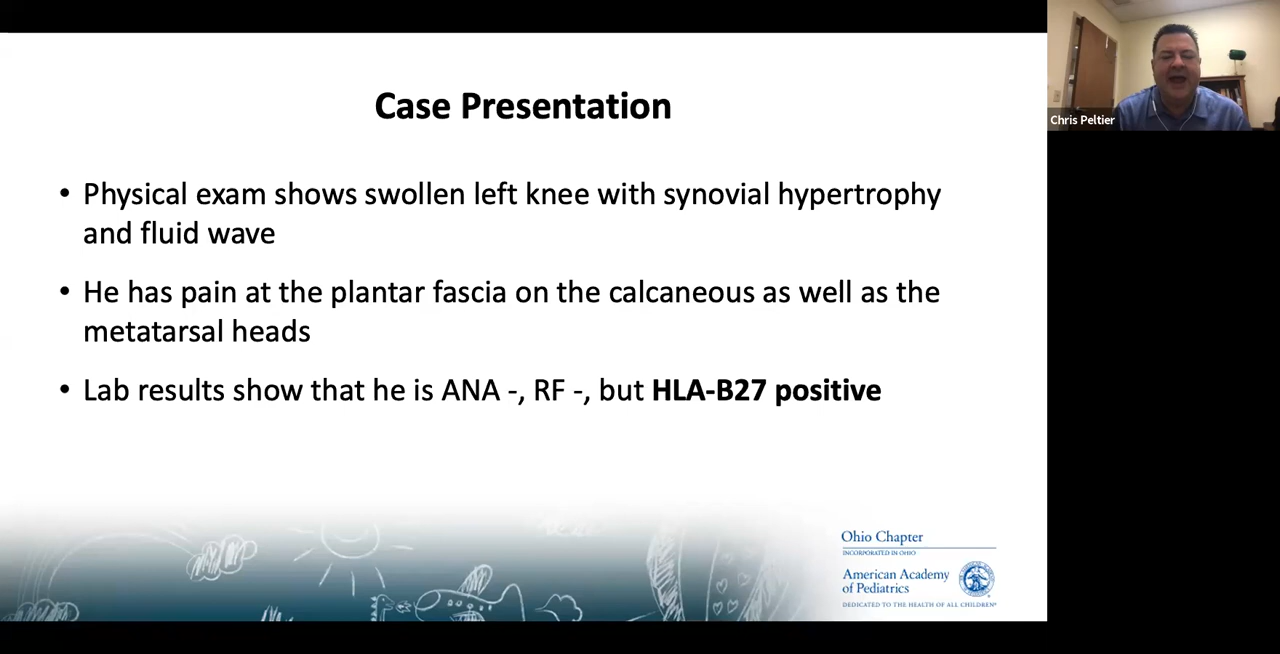 Case Presentation
• Physical exam shows swollen left knee with synovial hypertrophy
and fluid wave
• He has pain at the plantar fascia on the calcaneous as well as the
metatarsal heads
• Lab results show that he is ANA -, RF -, but HLA-B27 positive
Chris Peltier
Ohio Chapter
INCORPORATED IN OHIO
American Academy
of Pediatrics
DEDICATED TO THE HEALTH OF ALL CHILDREN®